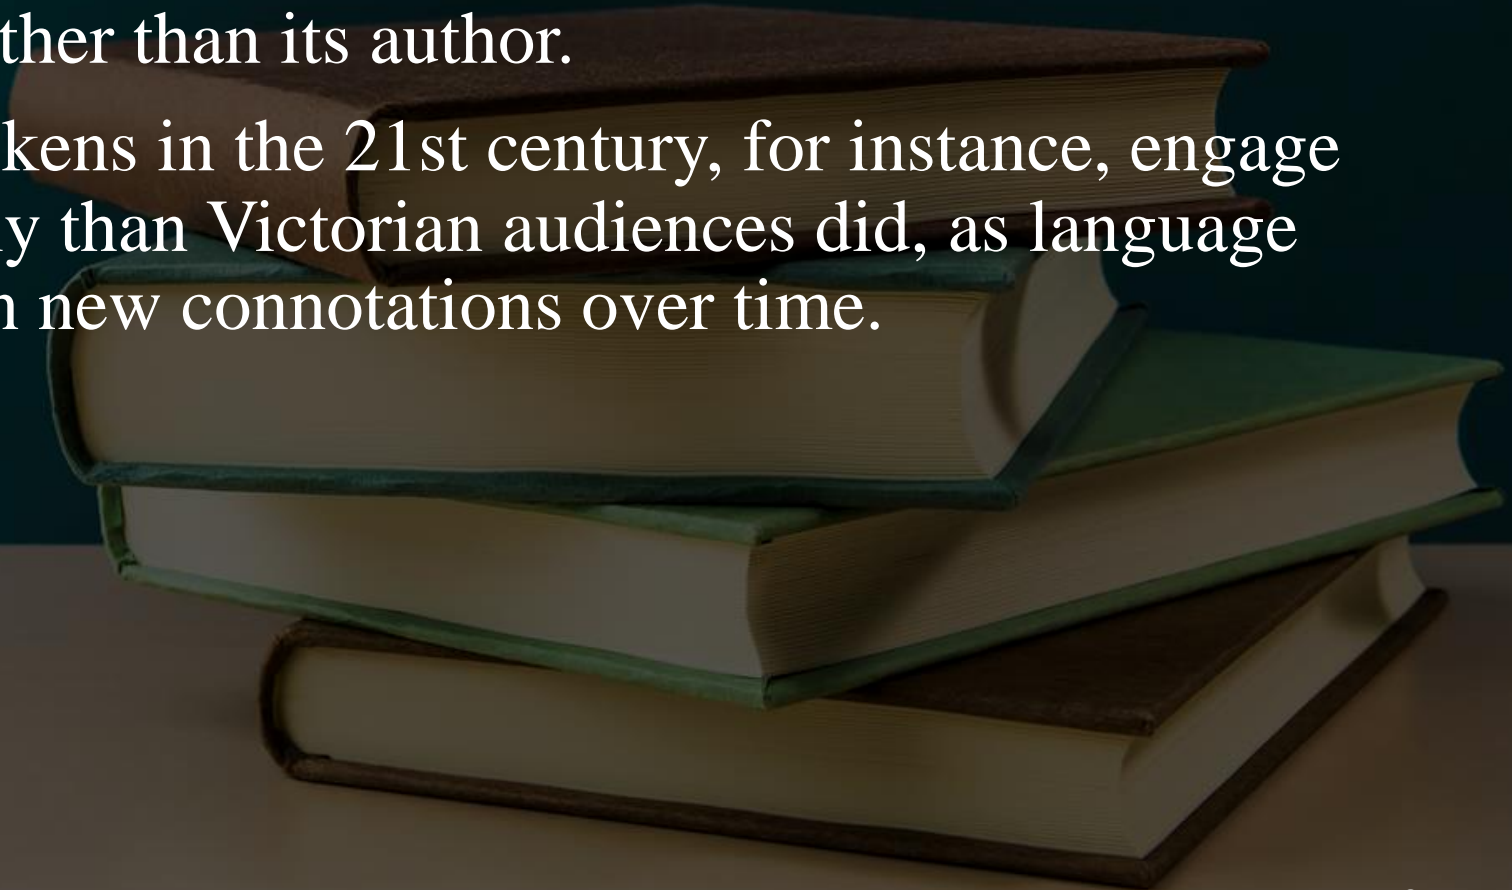 ther than its author.
kens in the 21st century, for instance, engage
y than Victorian audiences did, as language
new connotations over time.